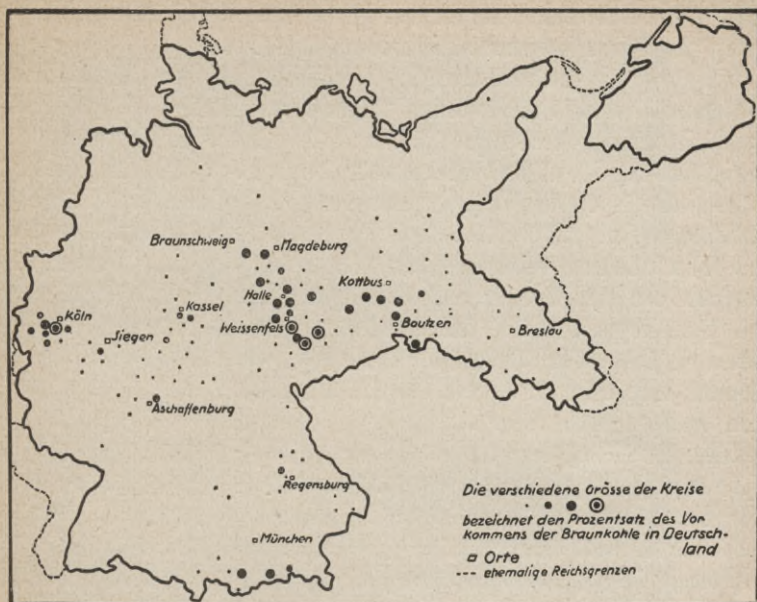 Braunschweig
Magdeburg
Halle
Kottbus
Köln
Kassel
Siegen
Weissenfels
Bautzen
Breslau
Aschaffenburg
Regensburg
München
Die verschiedene Grösse der Kreise
bezeichnet den Prozentsatz des Vor
kommens der Braunkohle in Deutsch-
land
Orte
ehemalige Reichsgrenzen